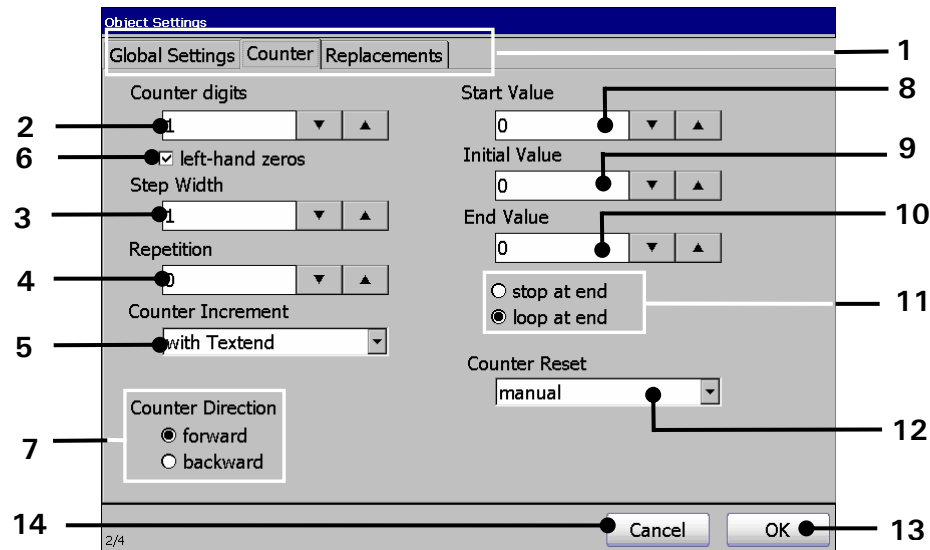 Object Settings
Global Settings Counter Replacements
1
Counter digits
Start Value
8
2
1
0
6
left-hand zeros
Initial Value
9
Step Width
0
3
1
End Value
10
Repetition
0
4
0
stop at end
11
Counter Increment
loop at end
5
with Textend
Counter Reset
manual
Counter Direction
12
7
forward
backward
14
Cancel
OK
13
2/4